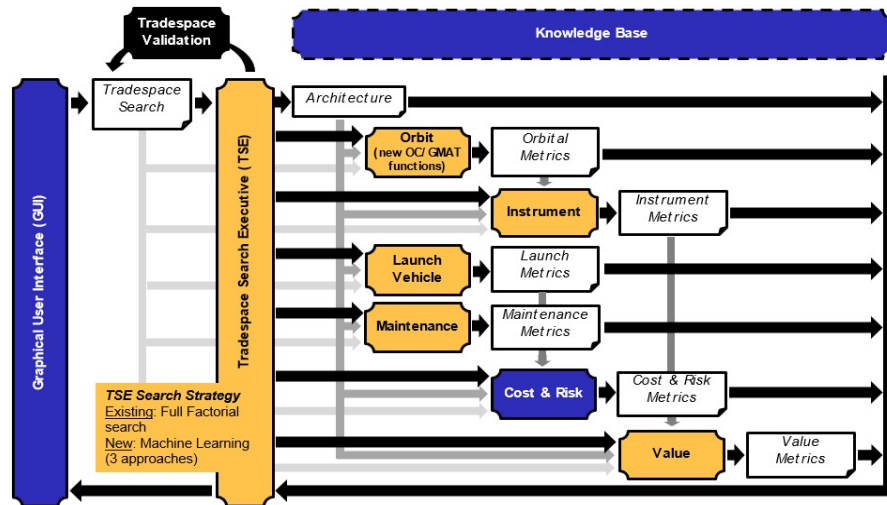 Tradespace
Validation
Knowledge Base
Graphical User Interface (GUI)
Tradespace
Search
Tradespace Search Executive (TSE)
Architecture
Orbit
(new OC/ GMAT
functions)
Orbital
Metrics
Instrument
Instrument
Metrics
Launch
Vehicle
Launch
Metrics
Maintenance
Maintenance
Metrics
Cost & Risk
Cost & Risk
Metrics
TSE Search Strategy
Existing: Full Factorial
search
New: Machine Learning
(3 approaches)
Value
Value
Metrics